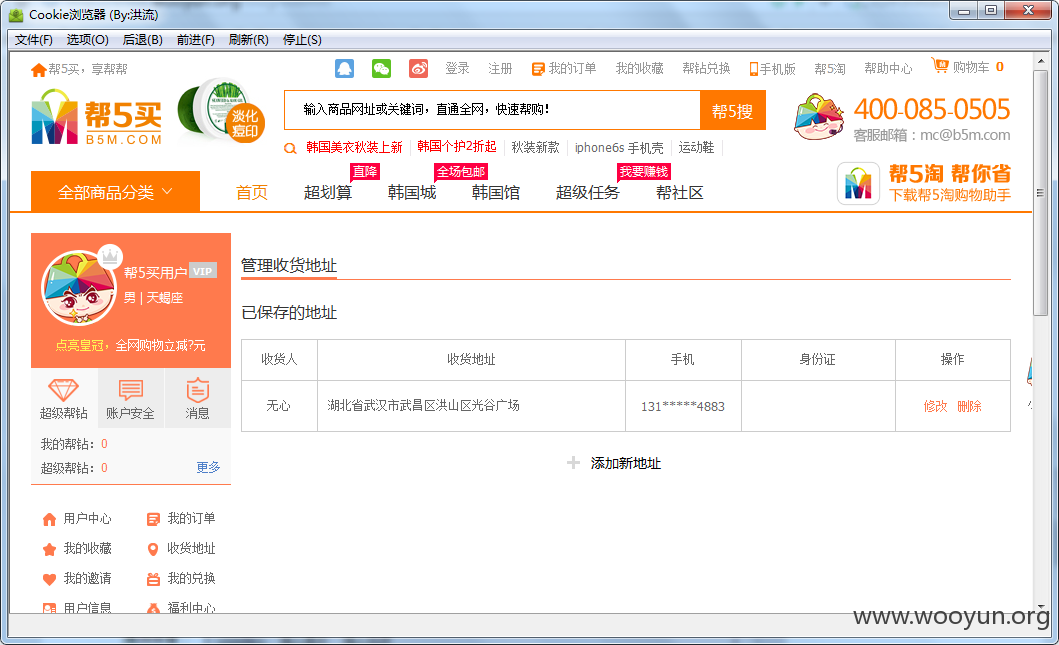 Cookie浏览器 (By:洪流)
文件(F) 选项(O) 后退(B) 前进(F) 刷新(R) 停止(S)
帮5买，享帮帮 登录 注册 我的订单 我的收藏 帮钻兑换 手机版 帮5淘 帮助中心 购物车 0
帮5买
B5M.COM
淡化
痘印
输入商品网址或关键词，直通全网，快速帮购！ 帮5搜
400-085-0505
客服邮箱：mc@b5m.com
韩国美衣秋装上新 韩国个护2折起 秋装新款 iphone6s 手机壳 运动鞋
直降 全场包邮 我要赚钱
全部商品分类 首页 超划算 韩国城 韩国馆 超级任务 帮社区
帮5淘 帮你省
下载帮5淘购物助手
帮5买用户 VIP
男 | 天蝎座
点亮皇冠，全网购物立减?元
超级帮钻 账户安全 消息
我的帮钻：0
超级帮钻：0 更多
用户中心 我的订单
我的收藏 收货地址
我的邀请 我的兑换
用户信息 福利中心
管理收货地址
已保存的地址
收货人 收货地址 手机 身份证 操作
无心 湖北省武汉市武昌区洪山区光谷广场 131*****4883 修改 删除
添加新地址
www.wooyun.org